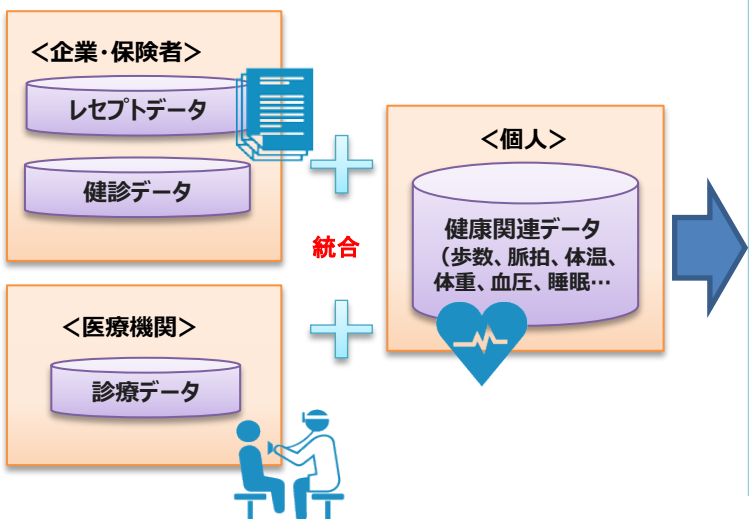 ＜企業･保険者＞
レセプトデータ
健診データ
＜医療機関＞
診療データ
統合
＜個人＞
健康関連データ
（歩数、脈拍、体温、
体重、血圧、睡眠…